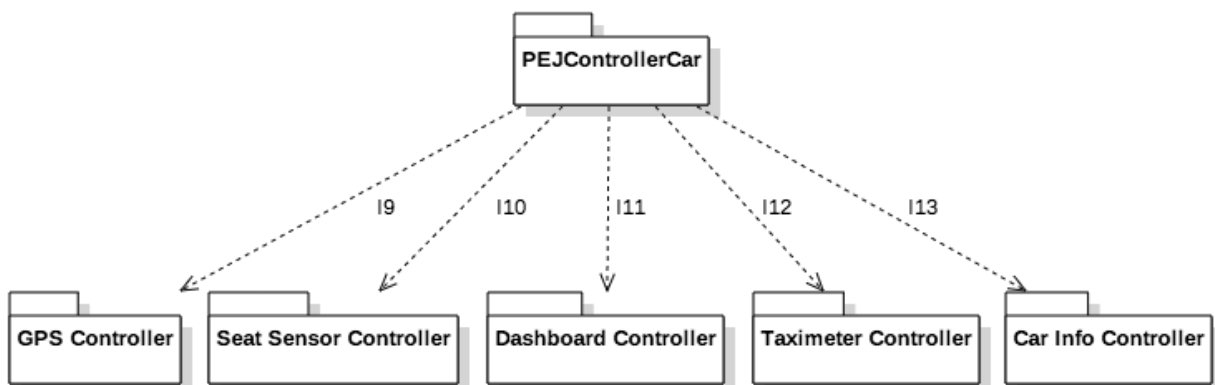 PEJControllerCar
I9
I10
I11
I12
I13
GPS Controller
Seat Sensor Controller
Dashboard Controller
Taximeter Controller
Car Info Controller